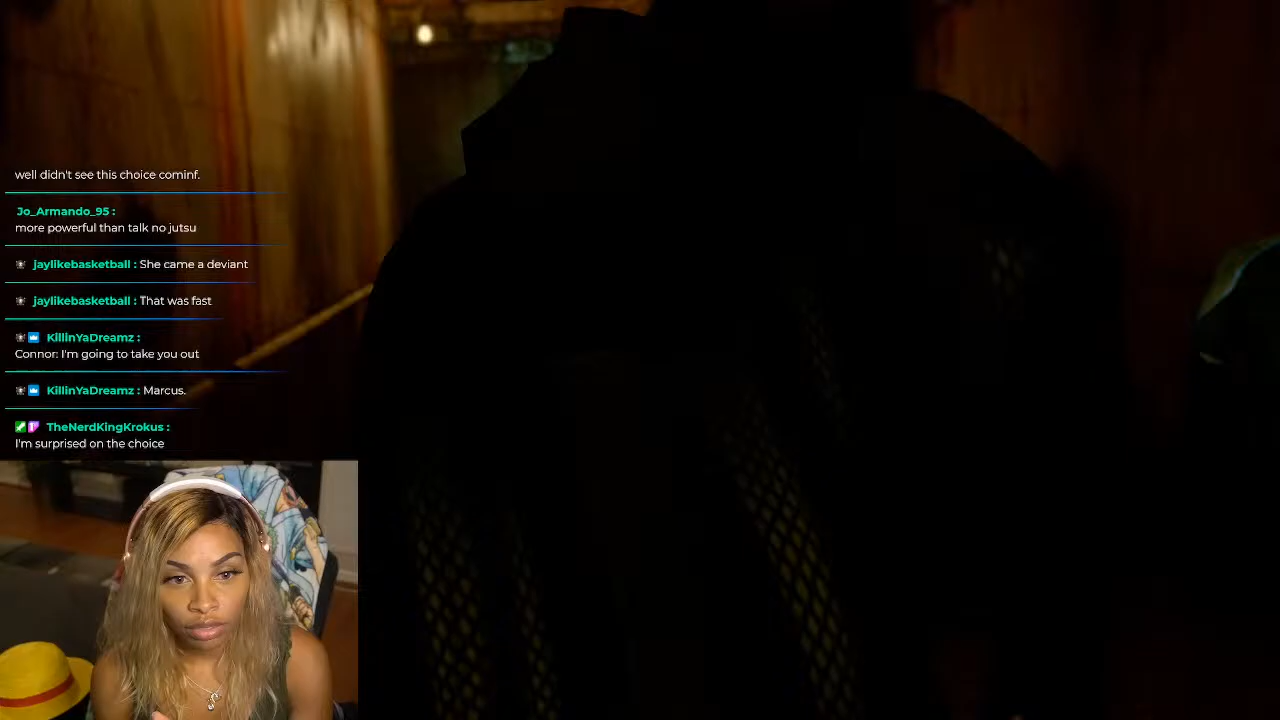 well didn't see this choice cominf.
Jo_Armando_95 :
more powerful than talk no jutsu
jaylikebasketball : She came a deviant
jaylikebasketball : That was fast
KillinYaDreamz :
Connor: I'm going to take you out
KillinYaDreamz : Marcus.
TheNerdKingKrokus :
I'm surprised on the choice